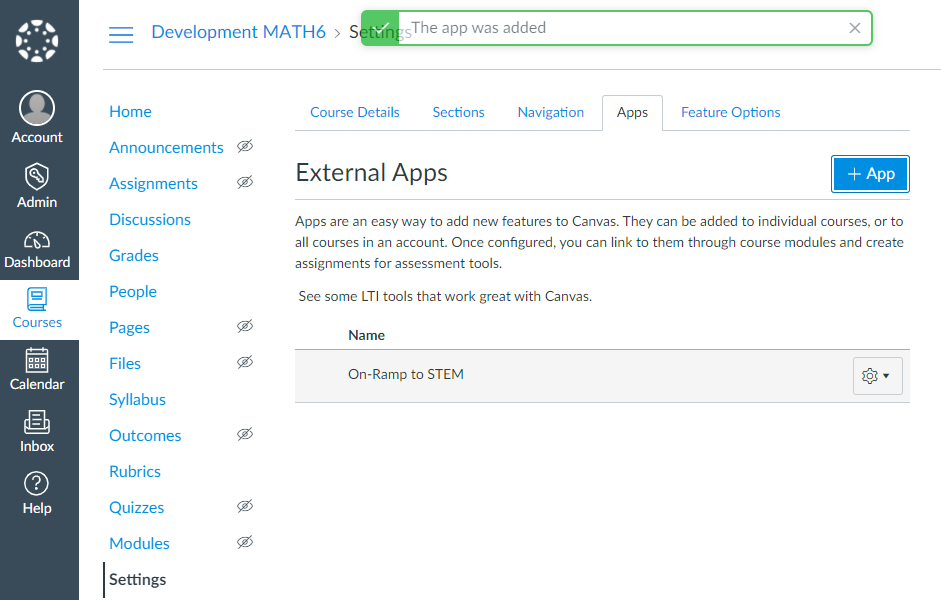 Development MATH6 > Settings
The app was added
Account
Admin
Dashboard
Courses
Calendar
Inbox
Help
Home
Announcements
Assignments
Discussions
Grades
People
Pages
Files
Syllabus
Outcomes
Rubrics
Quizzes
Modules
Settings
Course Details
Sections
Navigation
Apps
Feature Options
External Apps
+ App
Apps are an easy way to add new features to Canvas. They can be added to individual courses, or to
all courses in an account. Once configured, you can link to them through course modules and create
assignments for assessment tools.
See some LTI tools that work great with Canvas.
Name
On-Ramp to STEM